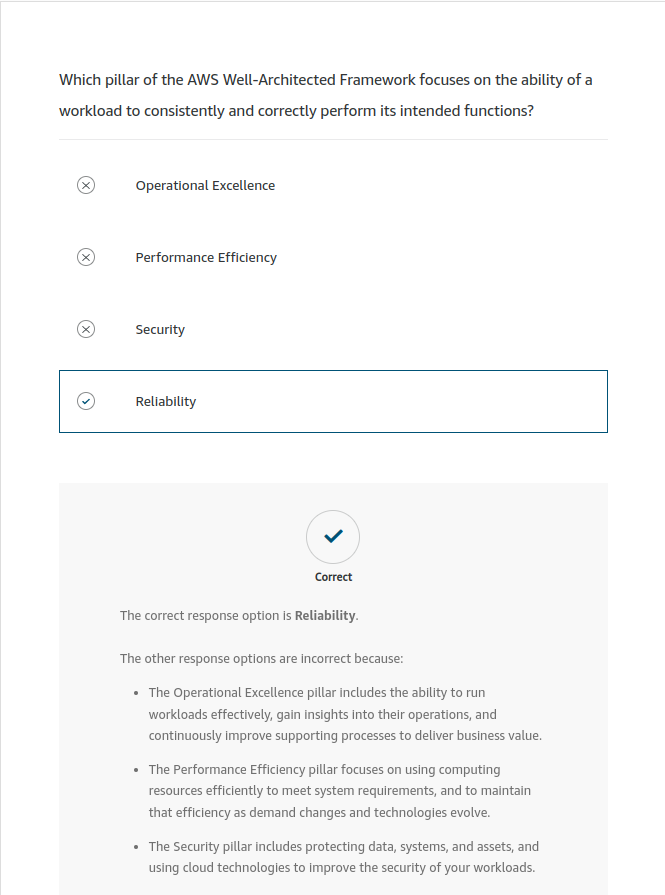 Which pillar of the AWS Well-Architected Framework focuses on the ability of a
workload to consistently and correctly perform its intended functions?
Operational Excellence
Performance Efficiency
Security
Reliability
Correct
The correct response option is Reliability.
The other response options are incorrect because:
• The Operational Excellence pillar includes the ability to run
workloads effectively, gain insights into their operations, and
continuously improve supporting processes to deliver business value.
• The Performance Efficiency pillar focuses on using computing
resources efficiently to meet system requirements, and to maintain
that efficiency as demand changes and technologies evolve.
• The Security pillar includes protecting data, systems, and assets, and
using cloud technologies to improve the security of your workloads.